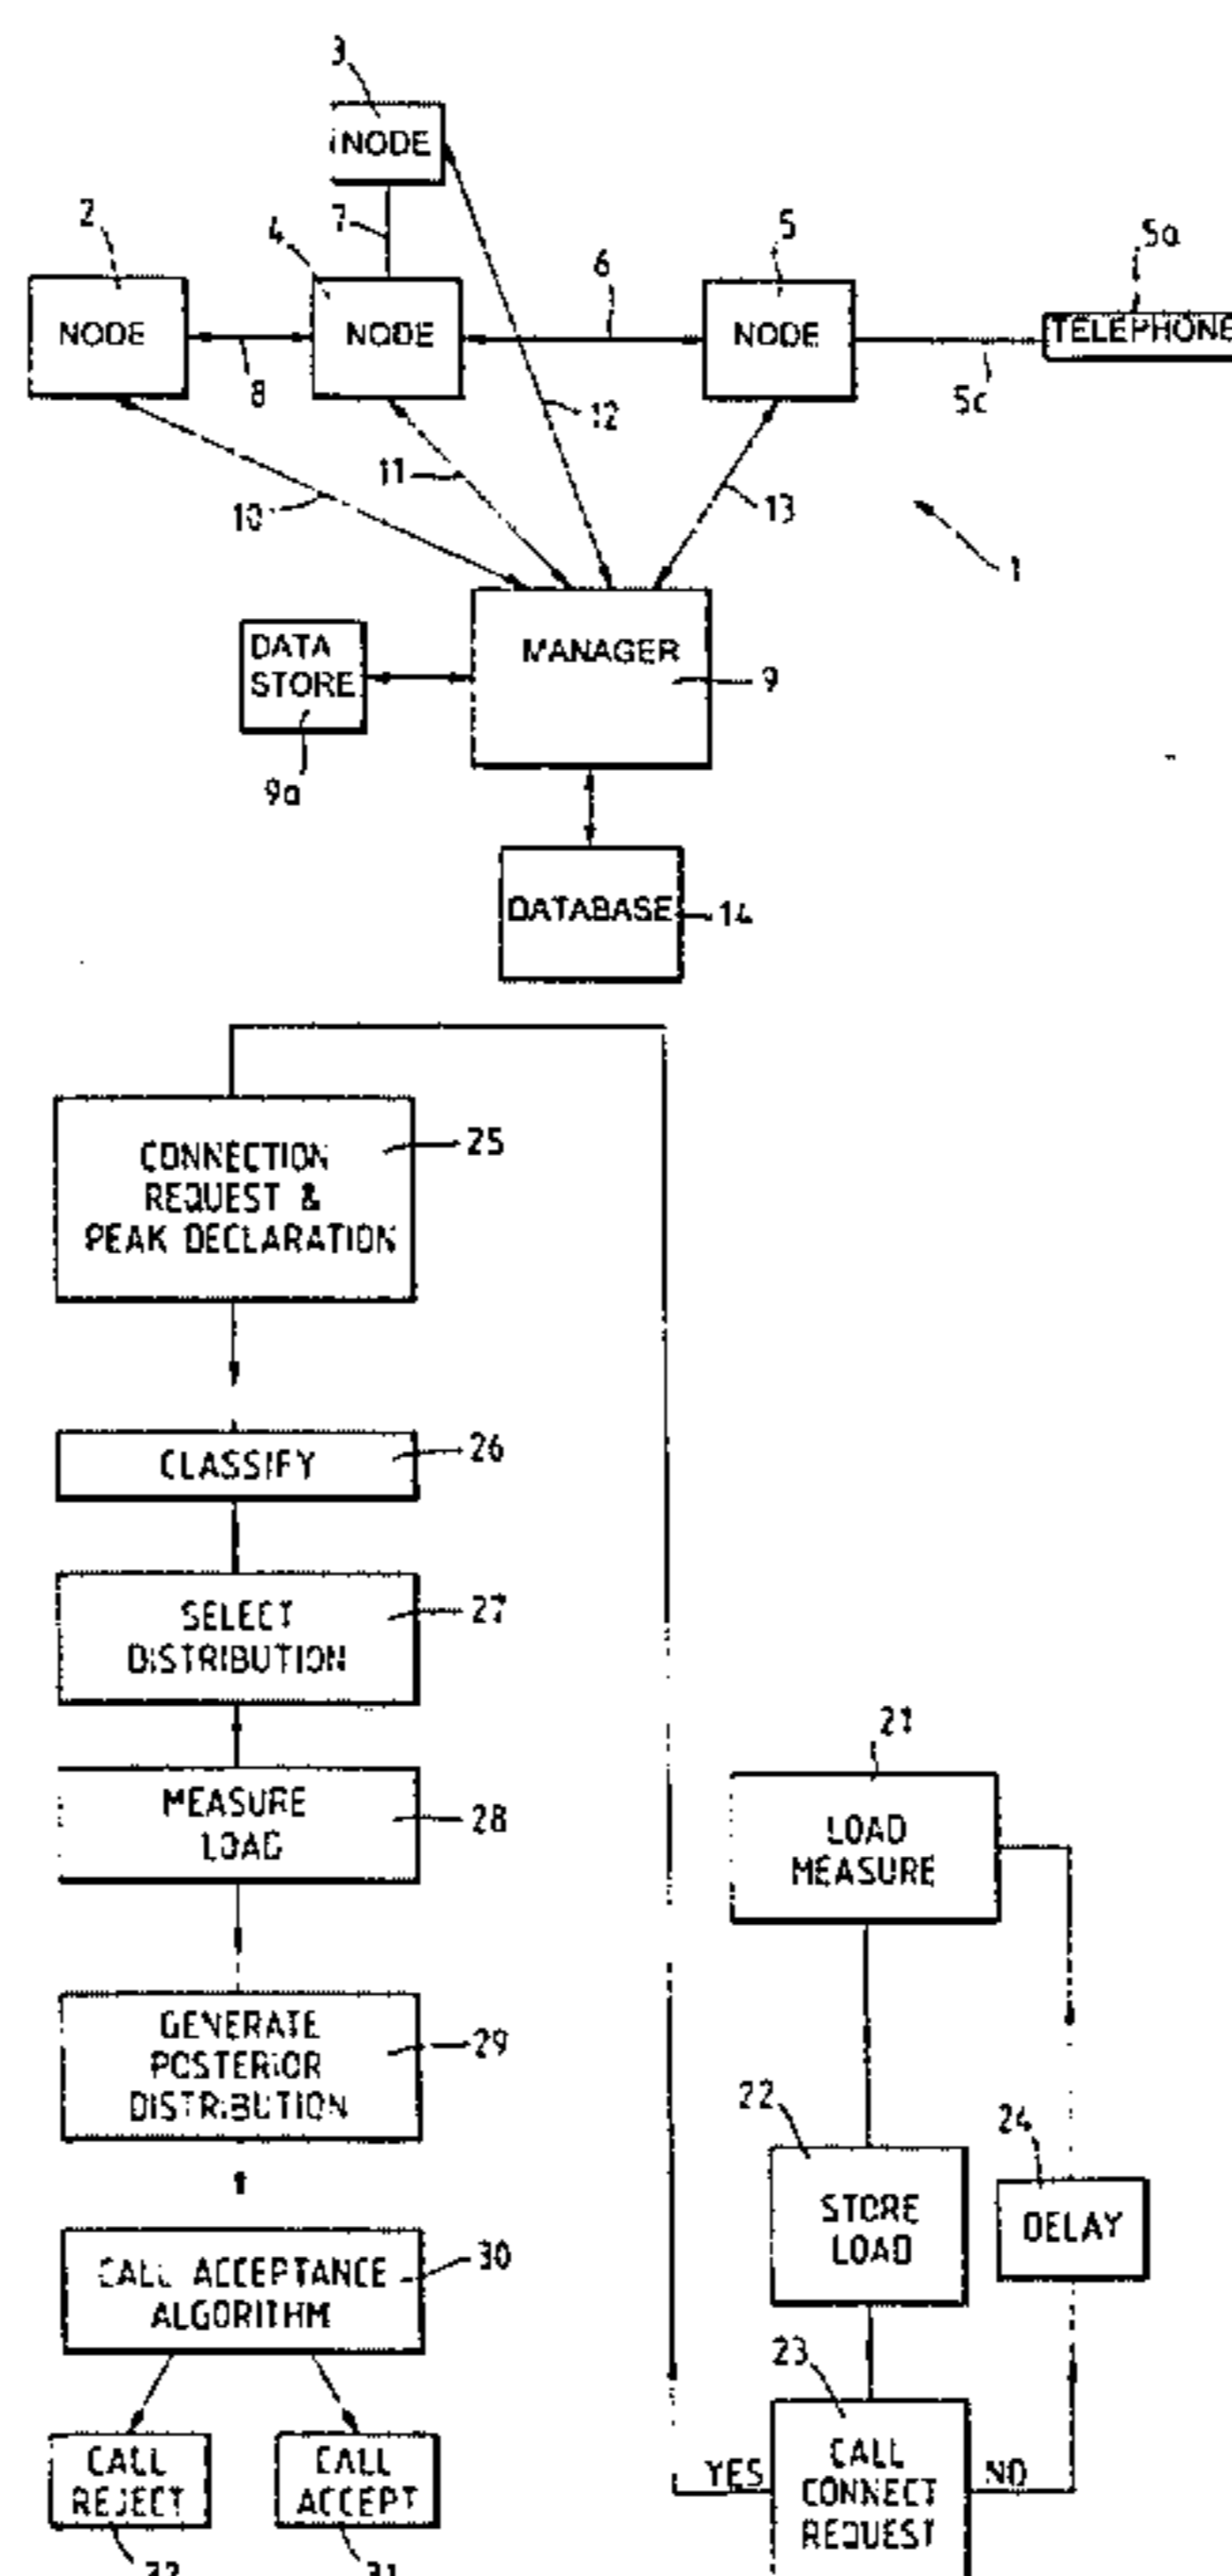 3
NODE
2
7
4
5
5a
6
NODE
NODE
NODE
TELEPHONE
8
12
5c
11
10
13
1
DATA
STORE
MANAGER
9
9a
DATABASE
14
CONNECTION
REQUEST &
PEAK DECLARATION
25
CLASSIFY
26
SELECT
DISTRIBUTION
27
MEASURE
LOAD
28
GENERATE
POSTERIOR
DISTRIBUTION
29
CALL ACCEPTANCE
ALGORITHM
30
CALL
REJECT
CALL
ACCEPT
32
31
21
LOAD
MEASURE
22
24
STORE
LOAD
DELAY
23
YES
CALL
CONNECT
REQUEST
NO